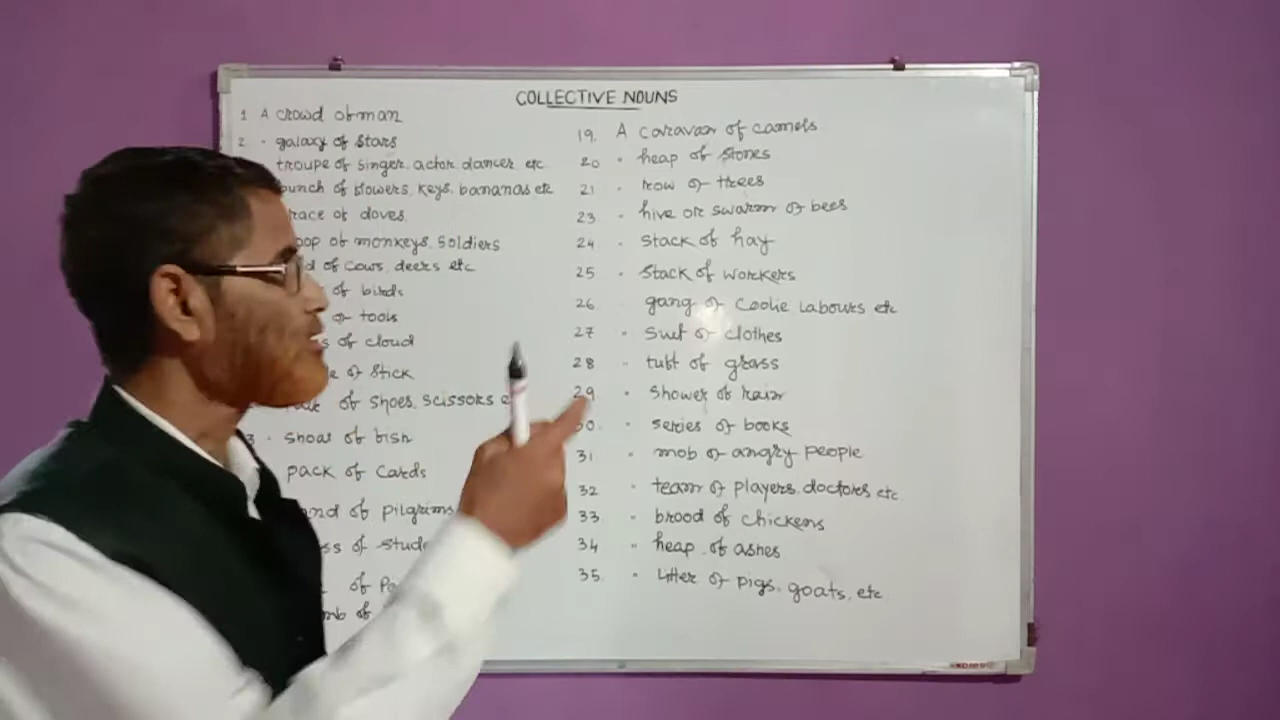 COLLECTIVE NOUNS
1 A crowd of man
2 " galaxy of stars
troupe of singer, actor, dancer, etc
bunch of flowers, keys, bananas etc
of doves,
of monkeys, soldiers
of cows, deers etc
of birds
of tools
of cloud
of stick
of shoes, scissors
3 " shoal of fish
pack of cards
of pilgrims
of
of
of
19. A caravan of camels
20 " heap of stones
21 " row of trees
23 " hive or swarm of bees
24 " stack of hay
25 " stack of workers
26 gang of coolie labours etc
27 " suit of clothes
28 " tuft of grass
29 " shower of rain
30. " series of books
31 " mob of angry people
32 " team of players, doctors etc
33 " brood of chickens
34 " heap of ashes
35. " Litter of pigs, goats, etc